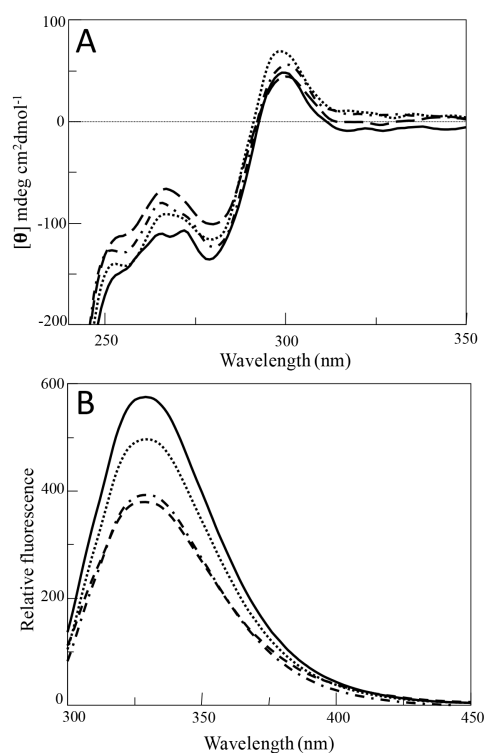 A
100
0
-100
-200
[θ] mdeg cm²dmol⁻¹
250
300
350
Wavelength (nm)
B
600
400
200
0
Relative fluorescence
300
350
400
450
Wavelength (nm)